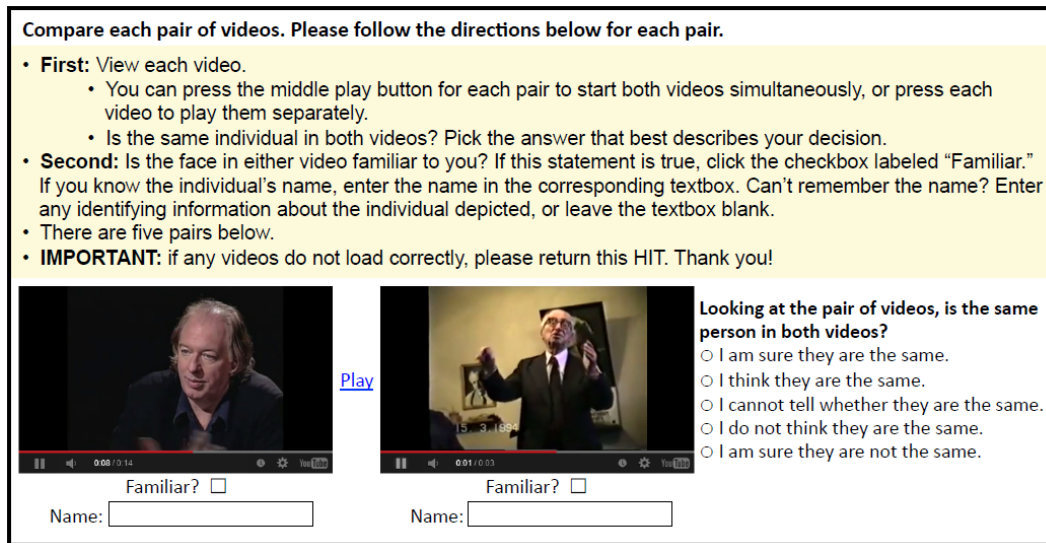 Compare each pair of videos. Please follow the directions below for each pair.
• First: View each video.
• You can press the middle play button for each pair to start both videos simultaneously, or press each
video to play them separately.
• Is the same individual in both videos? Pick the answer that best describes your decision.
• Second: Is the face in either video familiar to you? If this statement is true, click the checkbox labeled “Familiar.”
If you know the individual’s name, enter the name in the corresponding textbox. Can’t remember the name? Enter
any identifying information about the individual depicted, or leave the textbox blank.
• There are five pairs below.
• IMPORTANT: if any videos do not load correctly, please return this HIT. Thank you!
0:08 / 0:14
YouTube
Familiar?
Name:
Play
15. 3.1994
0:01 / 0:03
YouTube
Familiar?
Name:
Looking at the pair of videos, is the same
person in both videos?
I am sure they are the same.
I think they are the same.
I cannot tell whether they are the same.
I do not think they are the same.
I am sure they are not the same.